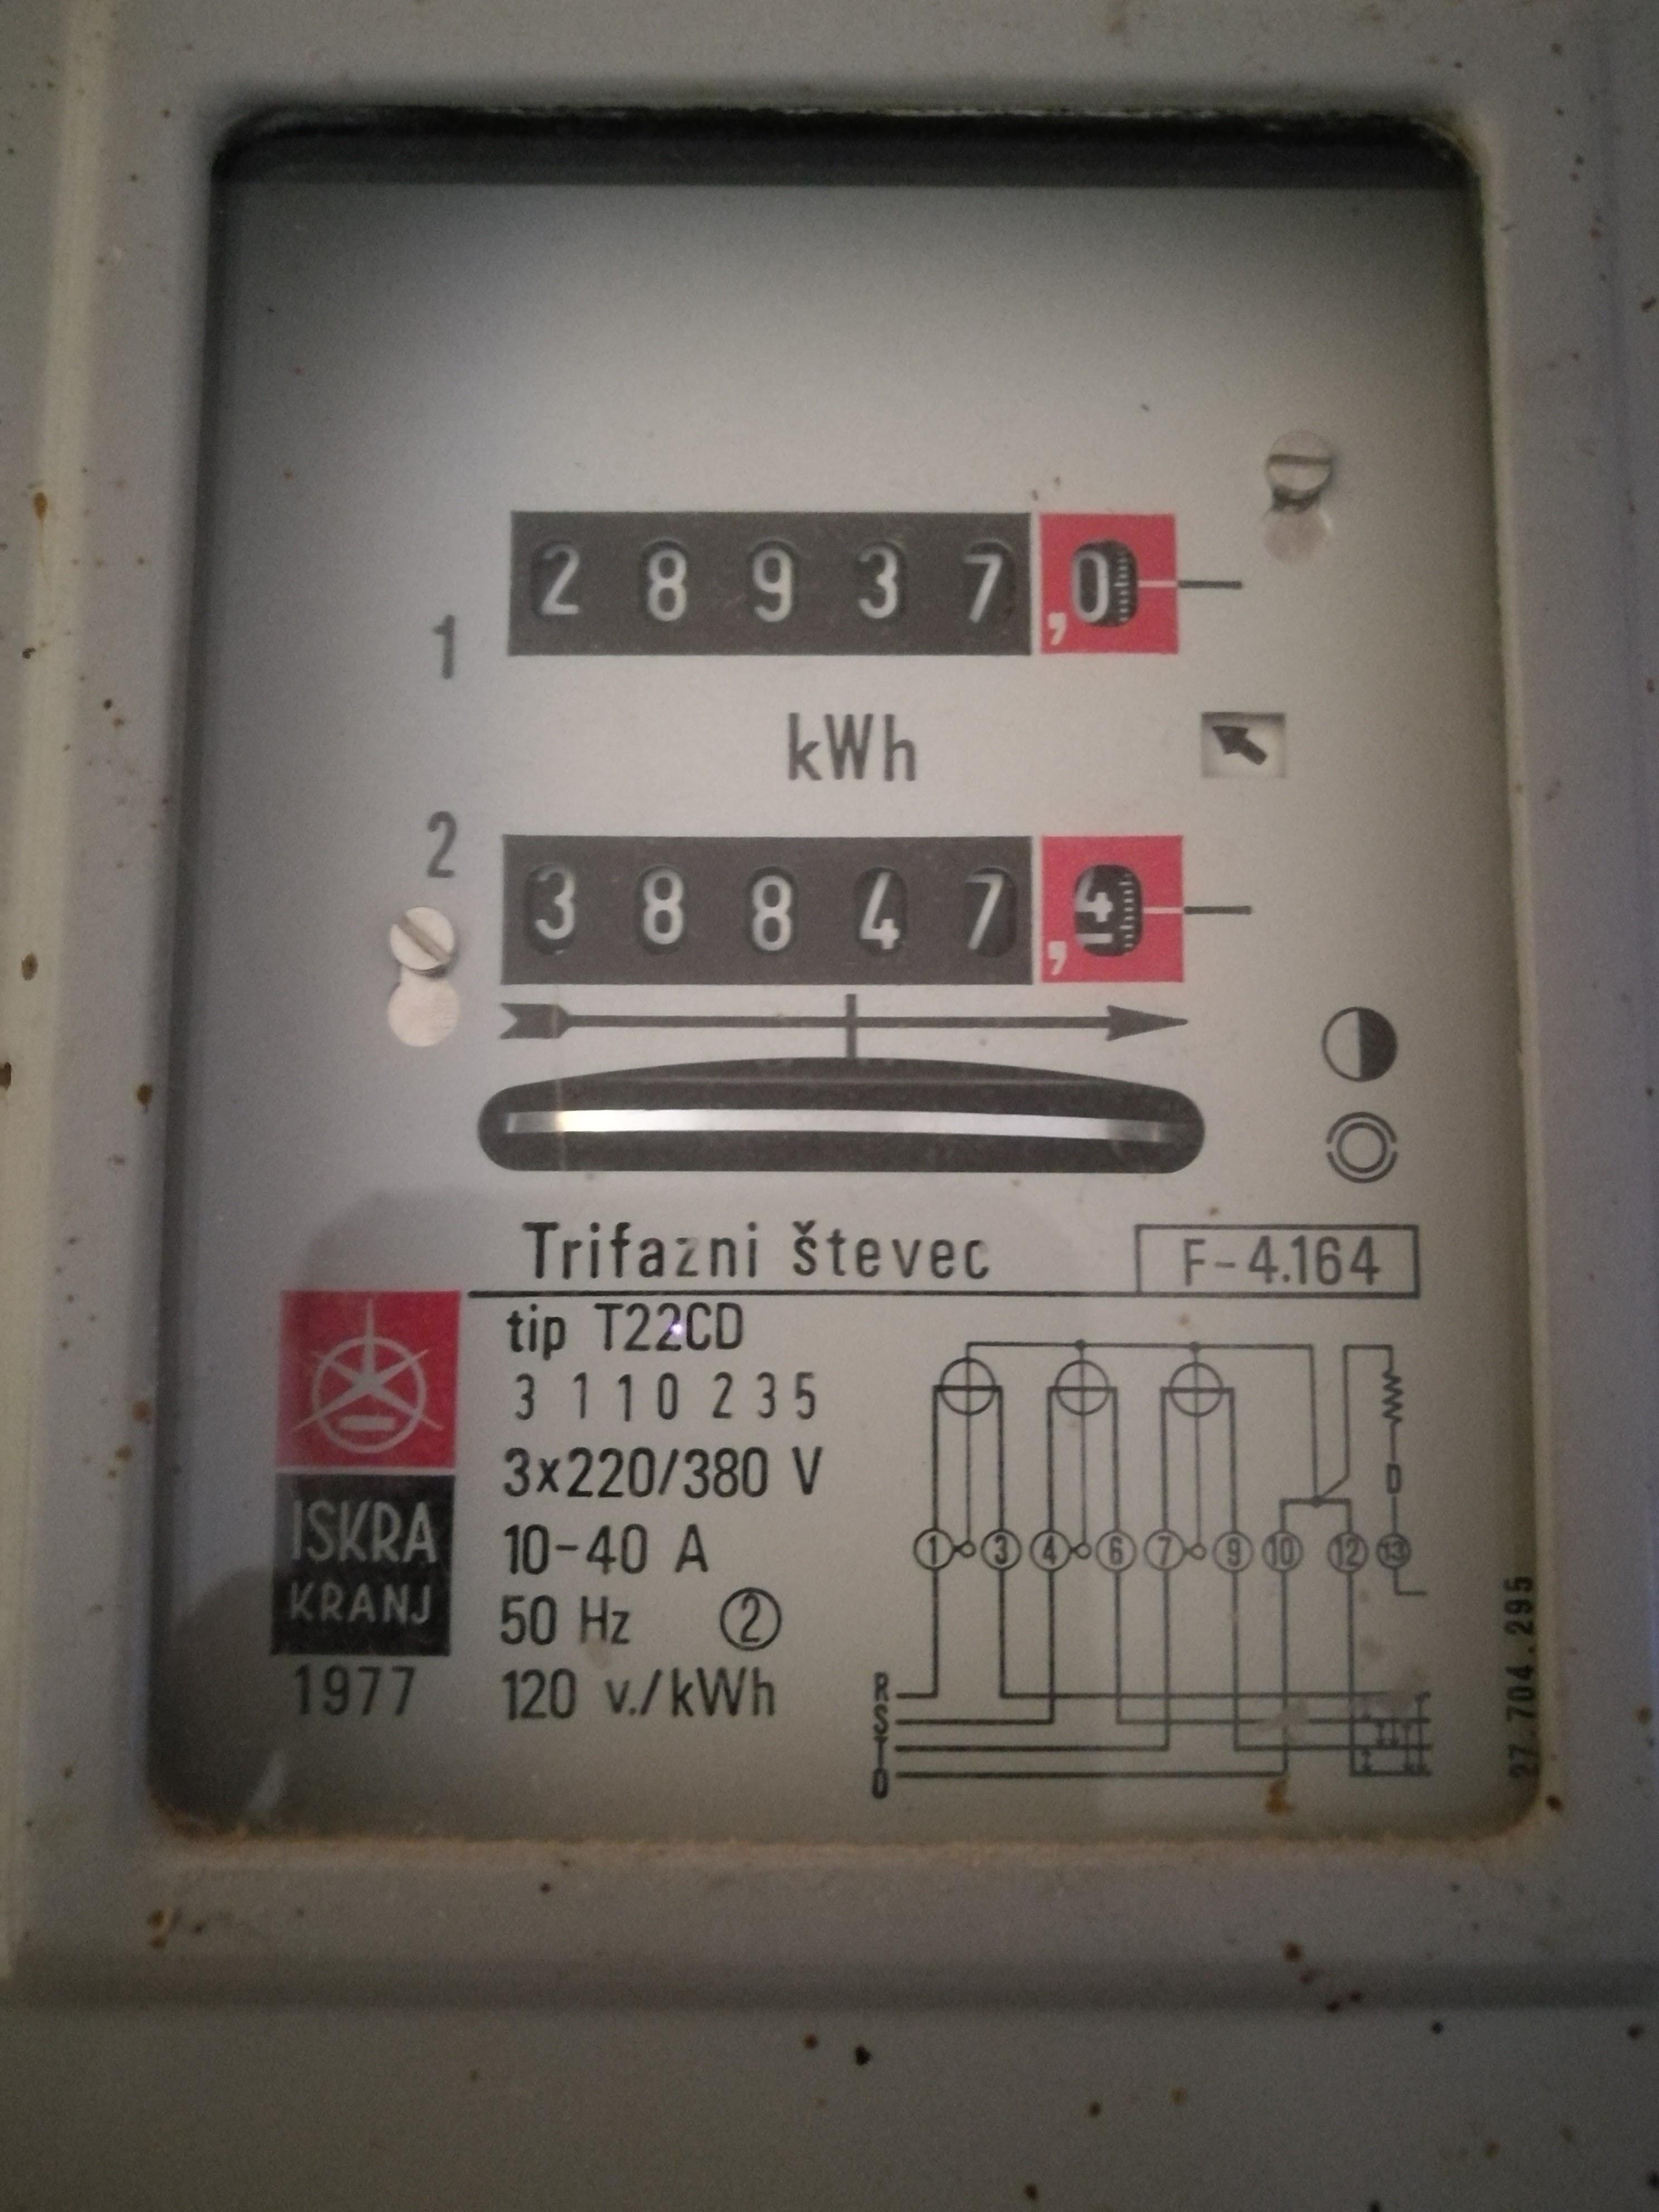 28937,0
1
kWh
2
38847,4
Trifazni števec
F-4.164
tip T22CD
3 110 235
3x220/380 V
10-40 A
50 Hz ②
120 v./kWh
ISKRA
KRANJ
1977
D
① ③ ④ ⑥ ⑦ ⑨ ⑩ ⑫ ⑬
R
S
T
0
27.704.295